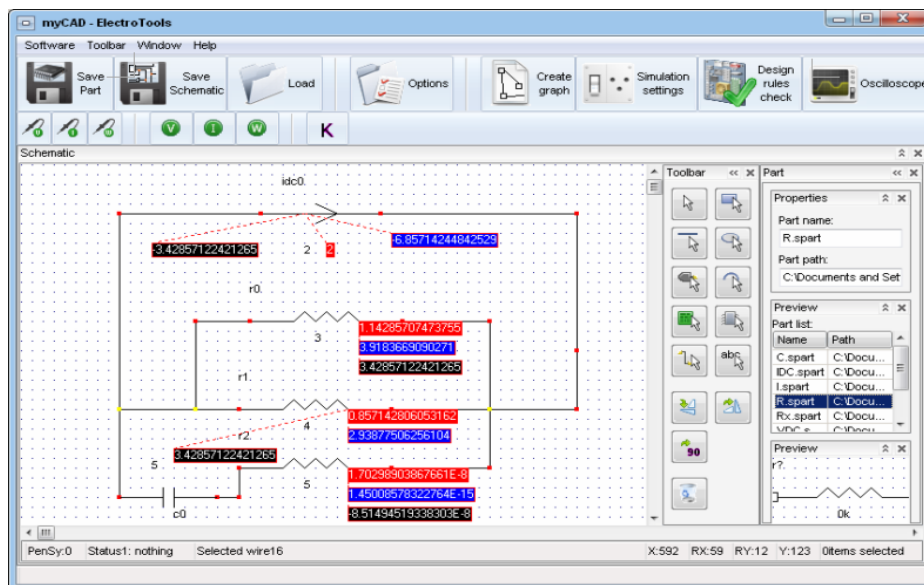 myCAD - ElectroTools
Software Toolbar Window Help
Save Part
Save Schematic
Load
Options
Create graph
Simulation settings
Design rules check
Oscilloscope
V I W K
Schematic
idc0.
-3.42857122421265
2
2
-6.85714244842529
r0.
3
1.14285707473755
3.9183669090271
3.42857122421265
r1.
4
0.857142806053162
2.93877506256104
3.42857122421265
r2.
5
5
1.70298903867661E-8
1.45008578322764E-15
-8.51494519338303E-8
c0
Toolbar
abc
90
Part
Properties
Part name:
R.spart
Part path:
C:\Documents and Set
Preview
Part list:
Name Path
C.spart C:\Docu...
IDC.spart C:\Docu...
I.spart C:\Docu...
R.spart C:\Docu...
Rx.spart C:\Docu...
Preview
r?
0k
PenSy:0 Status1: nothing Selected wire16 X:592 RX:59 RY:12 Y:123 0items selected